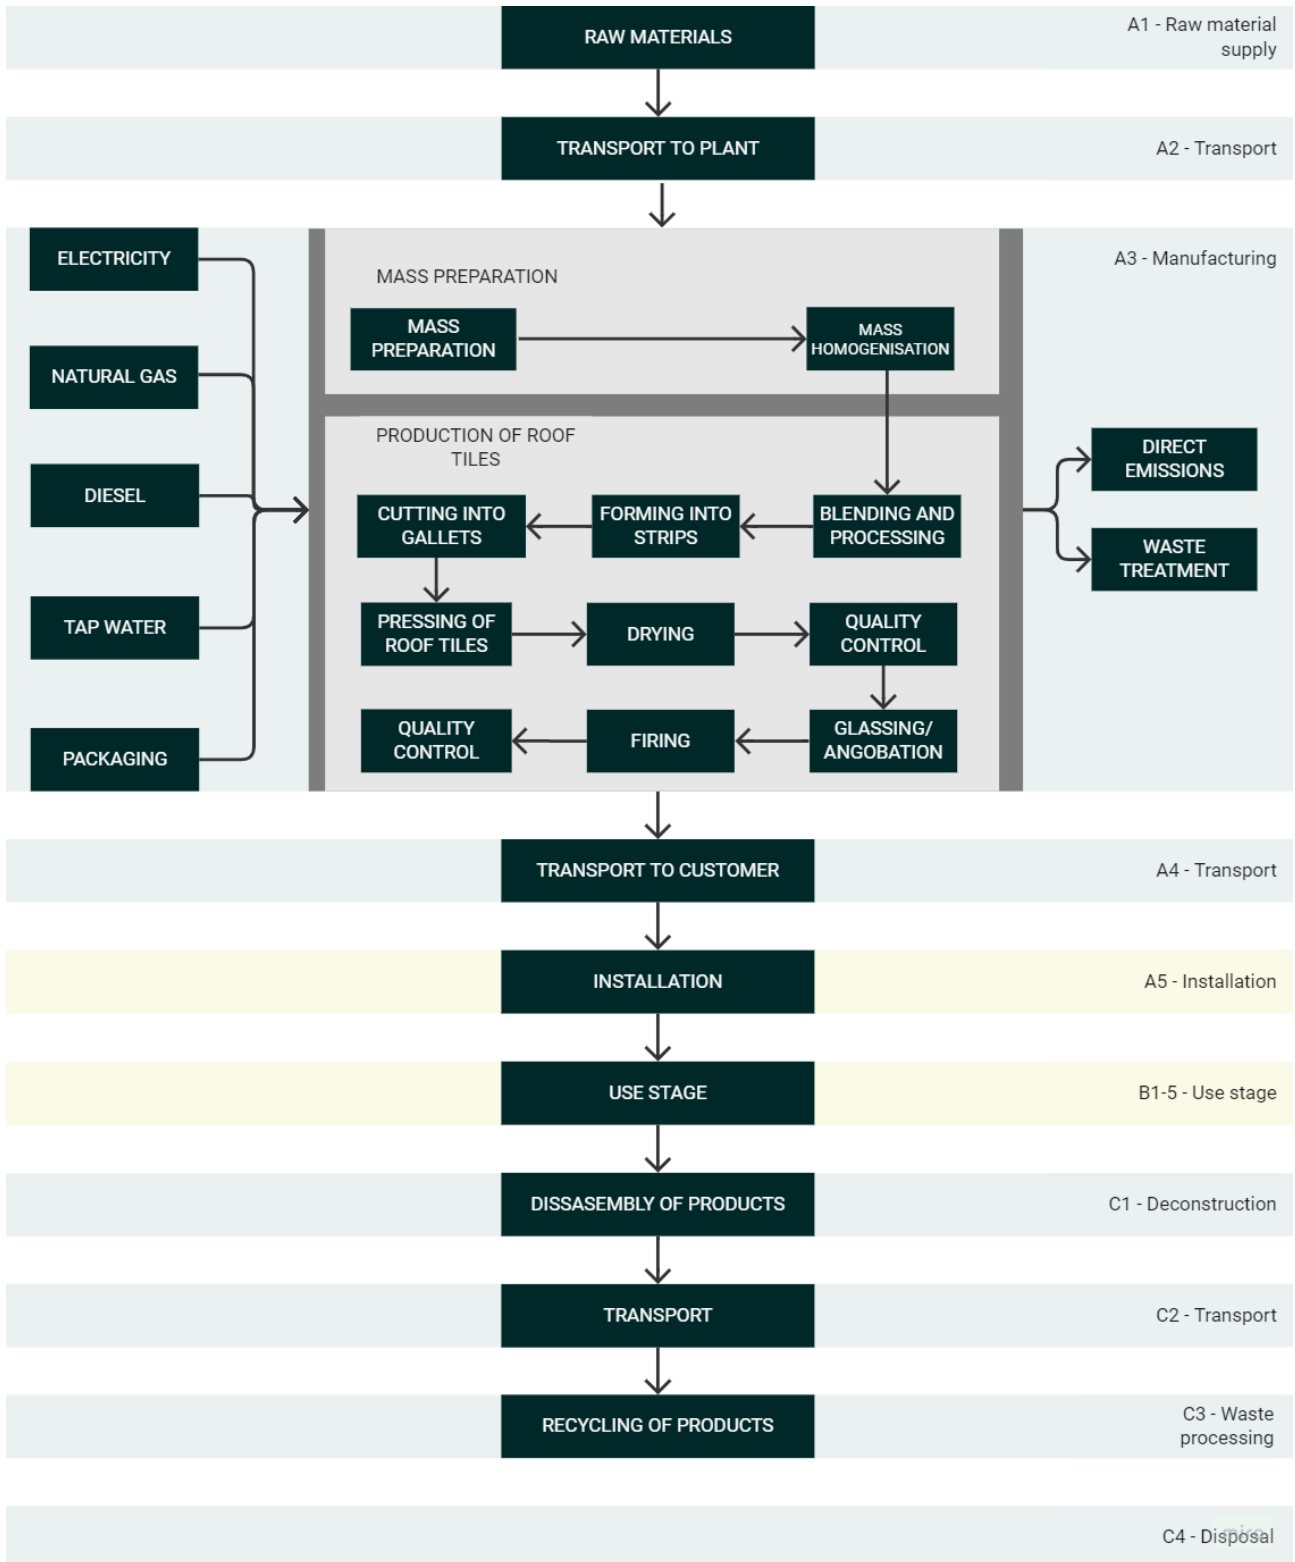 RAW MATERIALS
A1 - Raw material
supply
TRANSPORT TO PLANT
A2 - Transport
ELECTRICITY
A3 - Manufacturing
MASS PREPARATION
MASS
PREPARATION
MASS
HOMOGENISATION
NATURAL GAS
PRODUCTION OF ROOF
TILES
DIRECT
EMISSIONS
DIESEL
CUTTING INTO
GALLETS
FORMING INTO
STRIPS
BLENDING AND
PROCESSING
WASTE
TREATMENT
TAP WATER
PRESSING OF
ROOF TILES
DRYING
QUALITY
CONTROL
PACKAGING
QUALITY
CONTROL
FIRING
GLASSING/
ANGOBATION
TRANSPORT TO CUSTOMER
A4 - Transport
INSTALLATION
A5 - Installation
USE STAGE
B1-5 - Use stage
DISSASEMBLY OF PRODUCTS
C1 - Deconstruction
TRANSPORT
C2 - Transport
RECYCLING OF PRODUCTS
C3 - Waste
processing
C4 - Disposal
miro